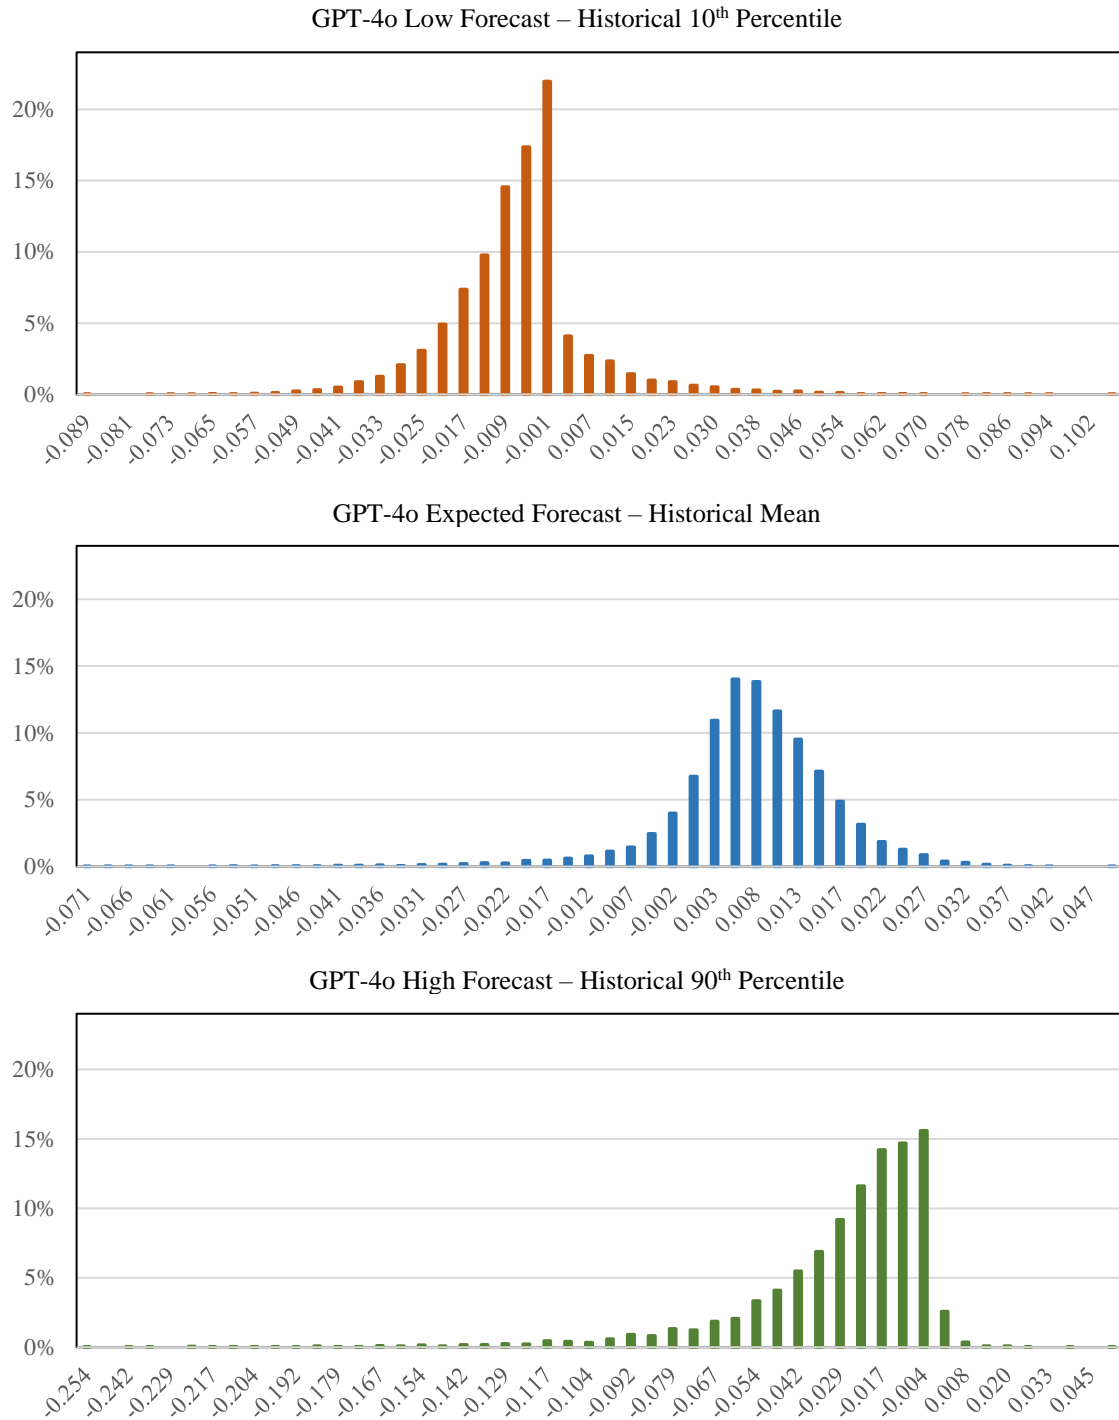 GPT-4o Low Forecast – Historical 10th Percentile
20%
15%
10%
5%
0%
-0.089 -0.081 -0.073 -0.065 -0.057 -0.049 -0.041 -0.033 -0.025 -0.017 -0.009 -0.001 0.007 0.015 0.023 0.030 0.038 0.046 0.054 0.062 0.070 0.078 0.086 0.094 0.102
GPT-4o Expected Forecast – Historical Mean
20%
15%
10%
5%
0%
-0.071 -0.066 -0.061 -0.056 -0.051 -0.046 -0.041 -0.036 -0.031 -0.027 -0.022 -0.017 -0.012 -0.007 -0.002 0.003 0.008 0.013 0.017 0.022 0.027 0.032 0.037 0.042 0.047
GPT-4o High Forecast – Historical 90th Percentile
20%
15%
10%
5%
0%
-0.254 -0.242 -0.229 -0.217 -0.204 -0.192 -0.179 -0.167 -0.154 -0.142 -0.129 -0.117 -0.104 -0.092 -0.079 -0.067 -0.054 -0.042 -0.029 -0.017 -0.004 0.008 0.020 0.033 0.045